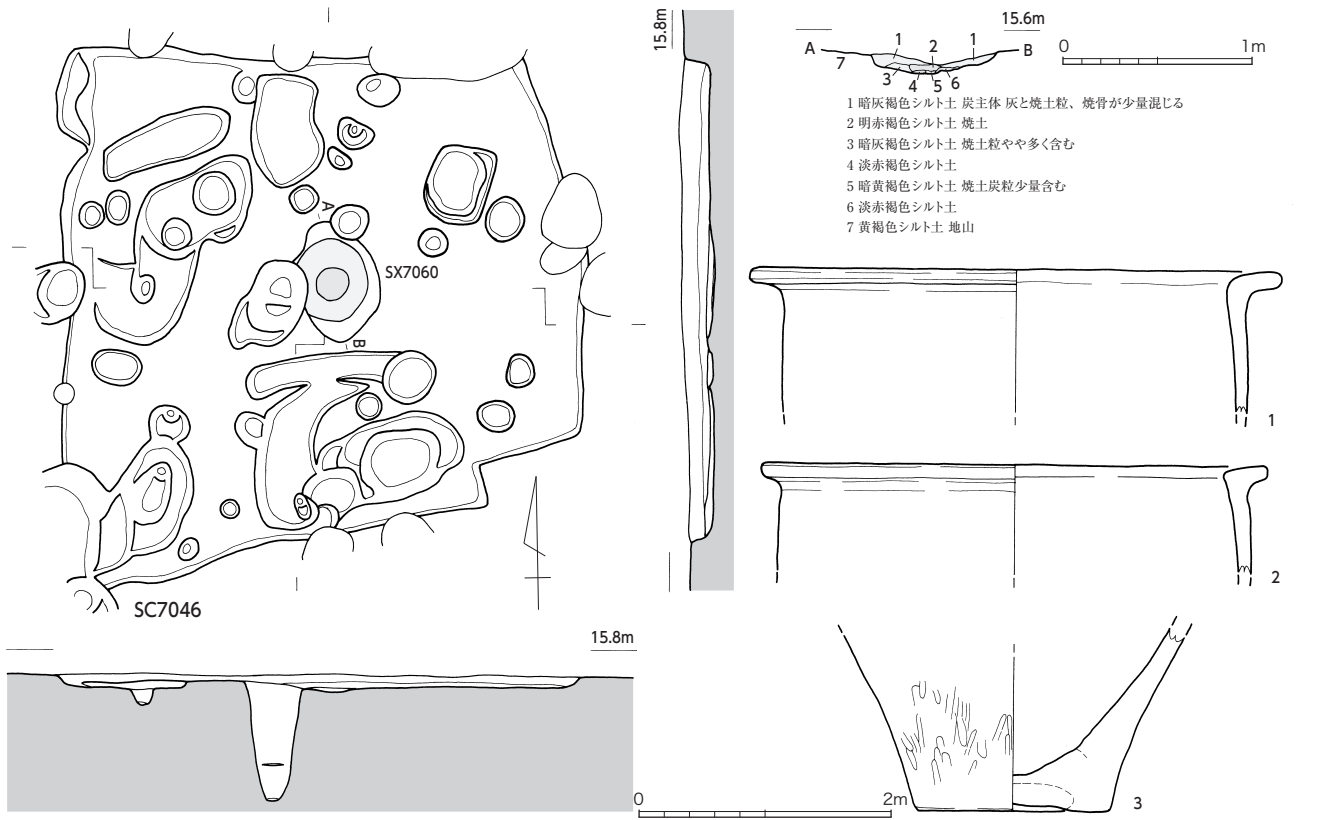 15.8m
15.6m
A
1
2
1
B
7
3
4
5
6
0
1m
1 暗灰褐色シルト土 炭主体 灰と焼土粒、焼骨が少量混じる
2 明赤褐色シルト土 焼土
3 暗灰褐色シルト土 焼土粒やや多く含む
4 淡赤褐色シルト土
5 暗黄褐色シルト土 焼土炭粒少量含む
6 淡赤褐色シルト土
7 黄褐色シルト土 地山
A
SX7060
B
1
2
SC7046
15.8m
0
2m
3